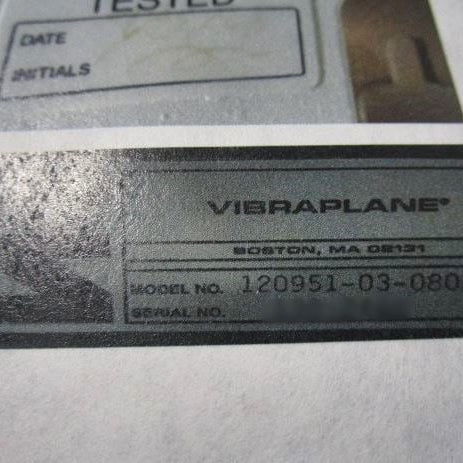 TESTED
DATE
INITIALS
VIBRAPLANE®
BOSTON, MA 02131
MODEL NO. 120951-03-080
SERIAL NO.